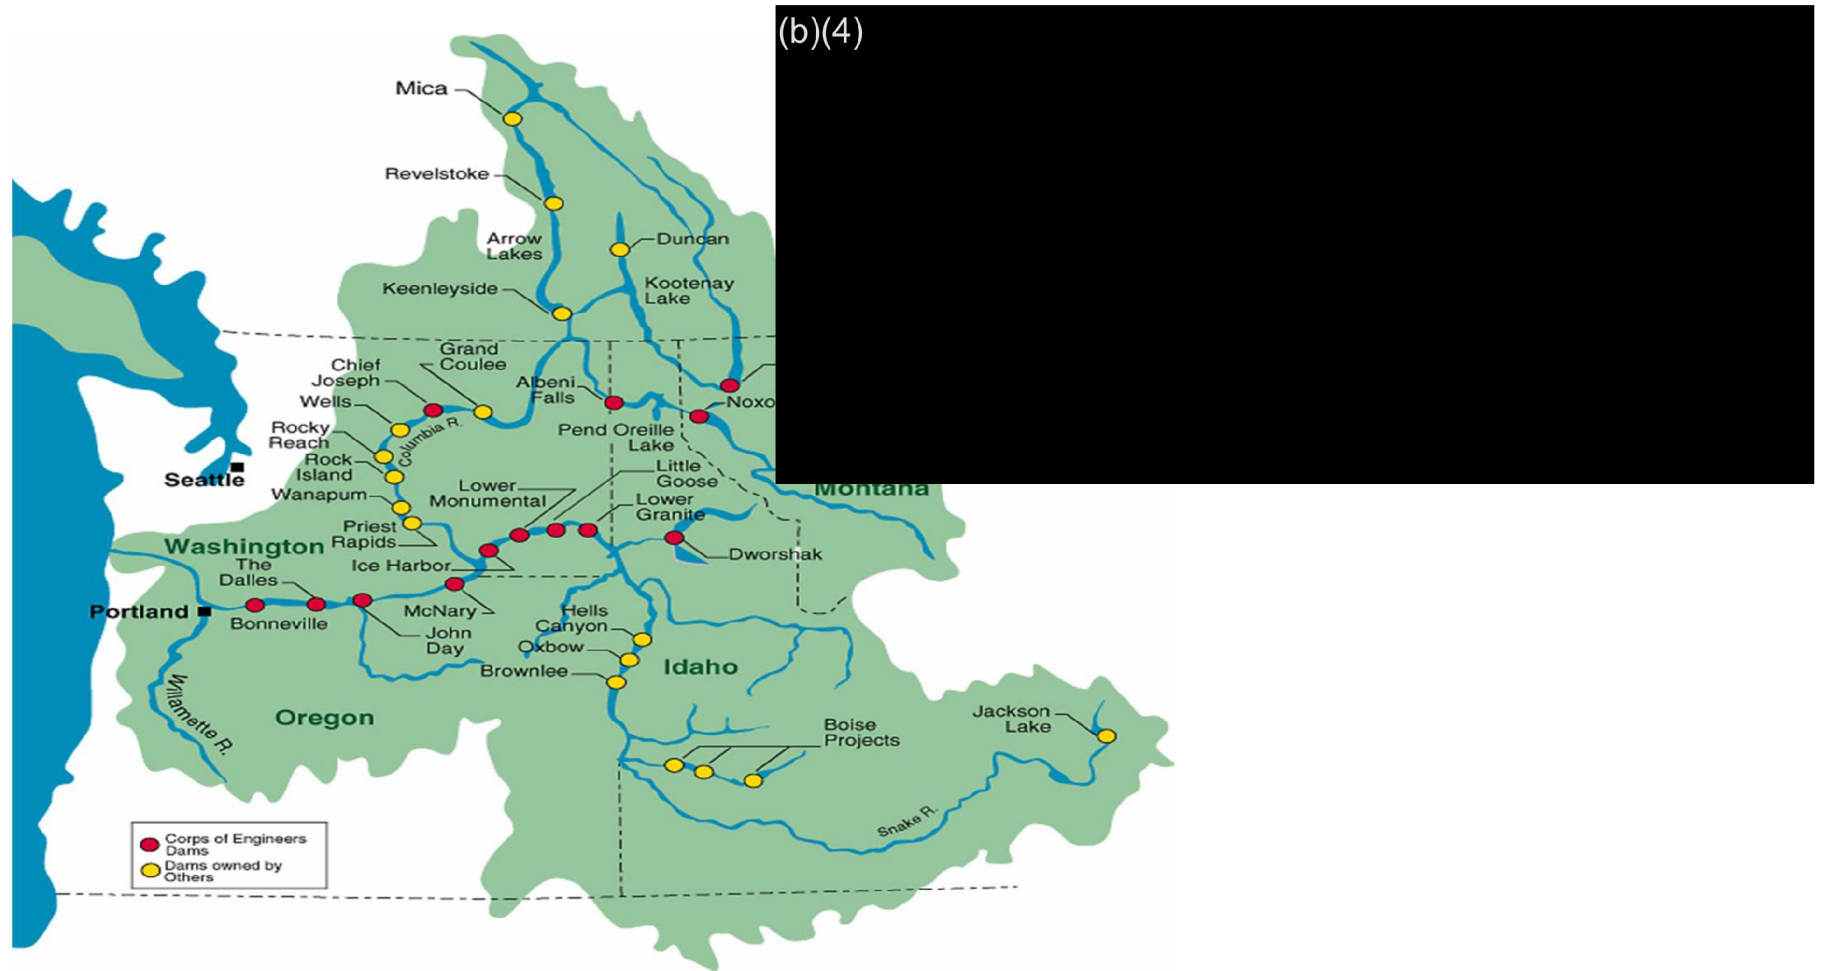 (b)(4)
Mica
Revelstoke
Arrow
Lakes
Duncan
Keenleyside
Kootenay
Lake
Grand
Coulee
Chief
Joseph
Albeni
Falls
Wells
Noxo
Rocky
Reach
Columbia R.
Pend Oreille
Lake
Rock
Island
Seattle
Little
Goose
Lower
Monumental
Wanapum
Lower
Granite
Montana
Priest
Rapids
Washington
Ice Harbor
Dworshak
The
Dalles
Portland
McNary
Bonneville
John
Day
Hells
Canyon
Oxbow
Brownlee
Idaho
Willamette R.
Oregon
Boise
Projects
Jackson
Lake
Snake R.
Corps of Engineers
Dams
Dams owned by
Others